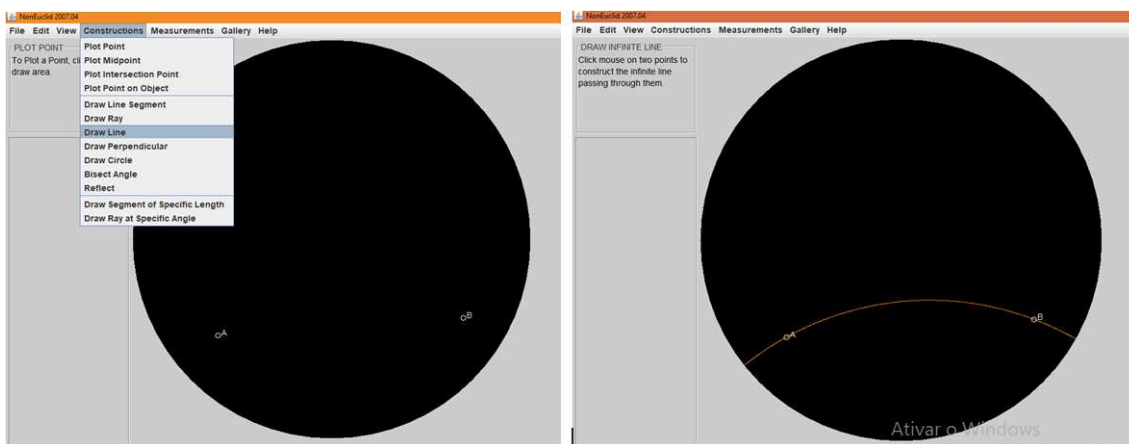 NonEuclid 2007.04
File Edit View Constructions Measurements Gallery Help
PLOT POINT
To Plot a Point, cli
draw area.
Plot Point
Plot Midpoint
Plot Intersection Point
Plot Point on Object
Draw Line Segment
Draw Ray
Draw Line
Draw Perpendicular
Draw Circle
Bisect Angle
Reflect
Draw Segment of Specific Length
Draw Ray at Specific Angle
A
B
NonEuclid 2007.04
File Edit View Constructions Measurements Gallery Help
DRAW INFINITE LINE
Click mouse on two points to
construct the infinite line
passing through them.
A
B
Ativar o Windows